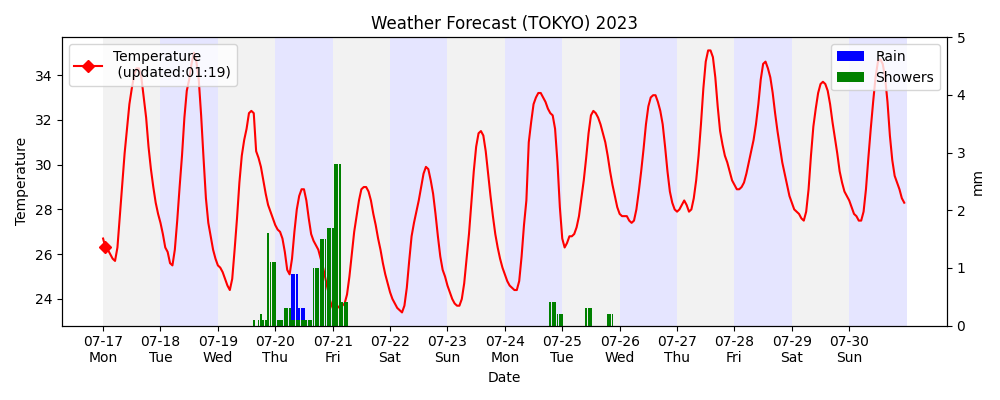 Weather Forecast (TOKYO) 2023
Temperature
(updated:01:19)
Rain
Showers
Temperature
34
32
30
28
26
24
5
4
3
2
1
0
mm
07-17 07-18 07-19 07-20 07-21 07-22 07-23 07-24 07-25 07-26 07-27 07-28 07-29 07-30
Mon Tue Wed Thu Fri Sat Sun Mon Tue Wed Thu Fri Sat Sun
Date